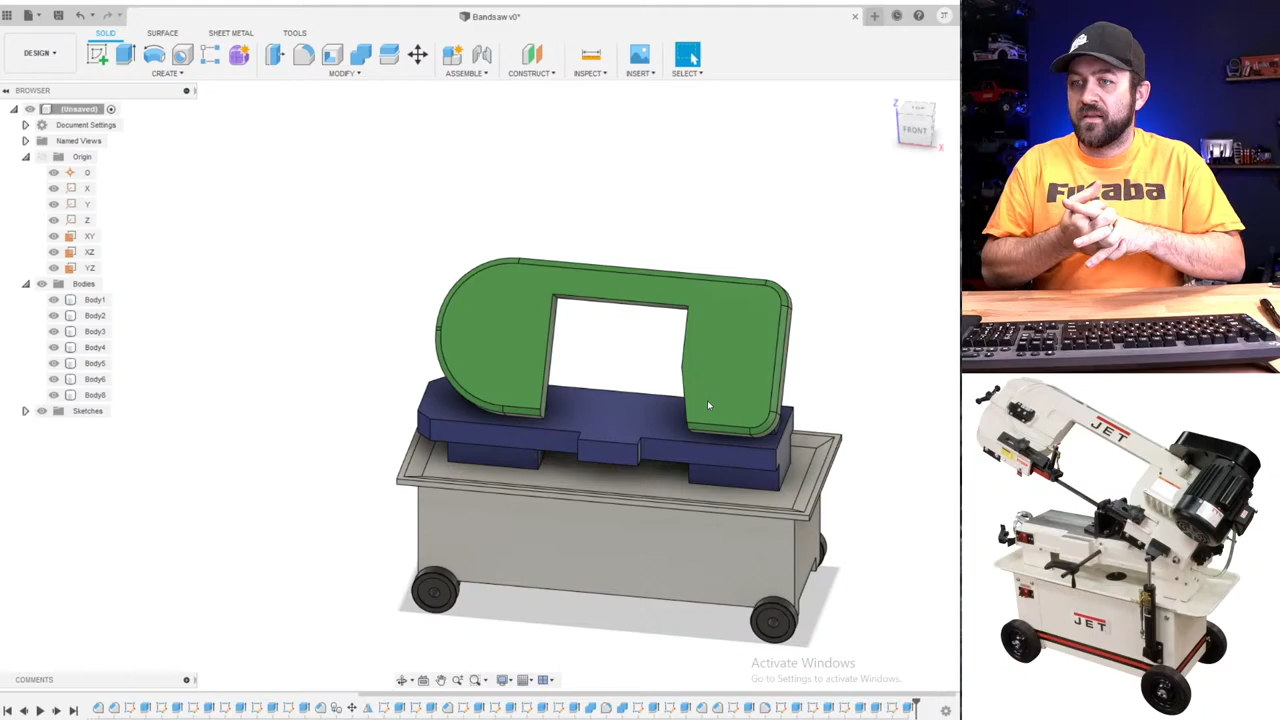 Bandsaw v0*
JT
DESIGN
SOLID
SURFACE
SHEET METAL
TOOLS
CREATE
MODIFY
ASSEMBLE
CONSTRUCT
INSPECT
INSERT
SELECT
BROWSER
(Unsaved)
Document Settings
Named Views
Origin
O
X
Y
Z
XY
XZ
YZ
Bodies
Body1
Body2
Body3
Body4
Body5
Body6
Body8
Sketches
TOP
Z
FRONT
X
Futaba
JET
JET
Activate Windows
Go to Settings to activate Windows.
COMMENTS